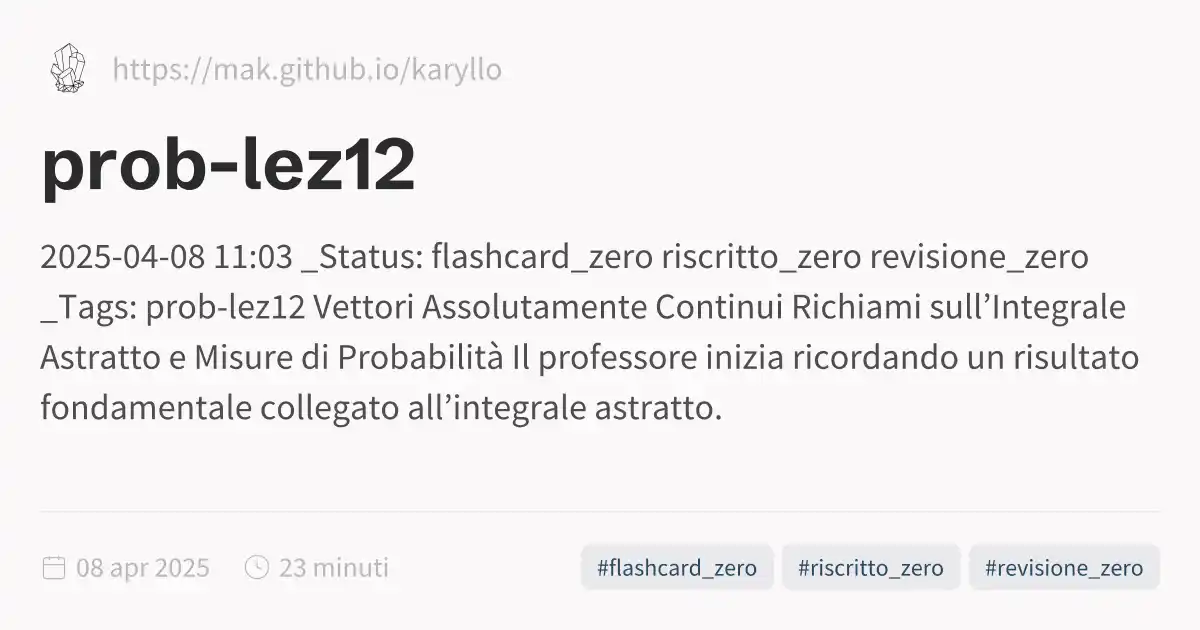 https://mak.github.io/karyllo
prob-lez12
2025-04-08 11:03 _Status: flashcard_zero riscritto_zero revisione_zero
_Tags: prob-lez12 Vettori Assolutamente Continui Richiami sull’Integrale
Astratto e Misure di Probabilità Il professore inizia ricordando un risultato
fondamentale collegato all’integrale astratto.
08 apr 2025 23 minuti #flashcard_zero #riscritto_zero #revisione_zero